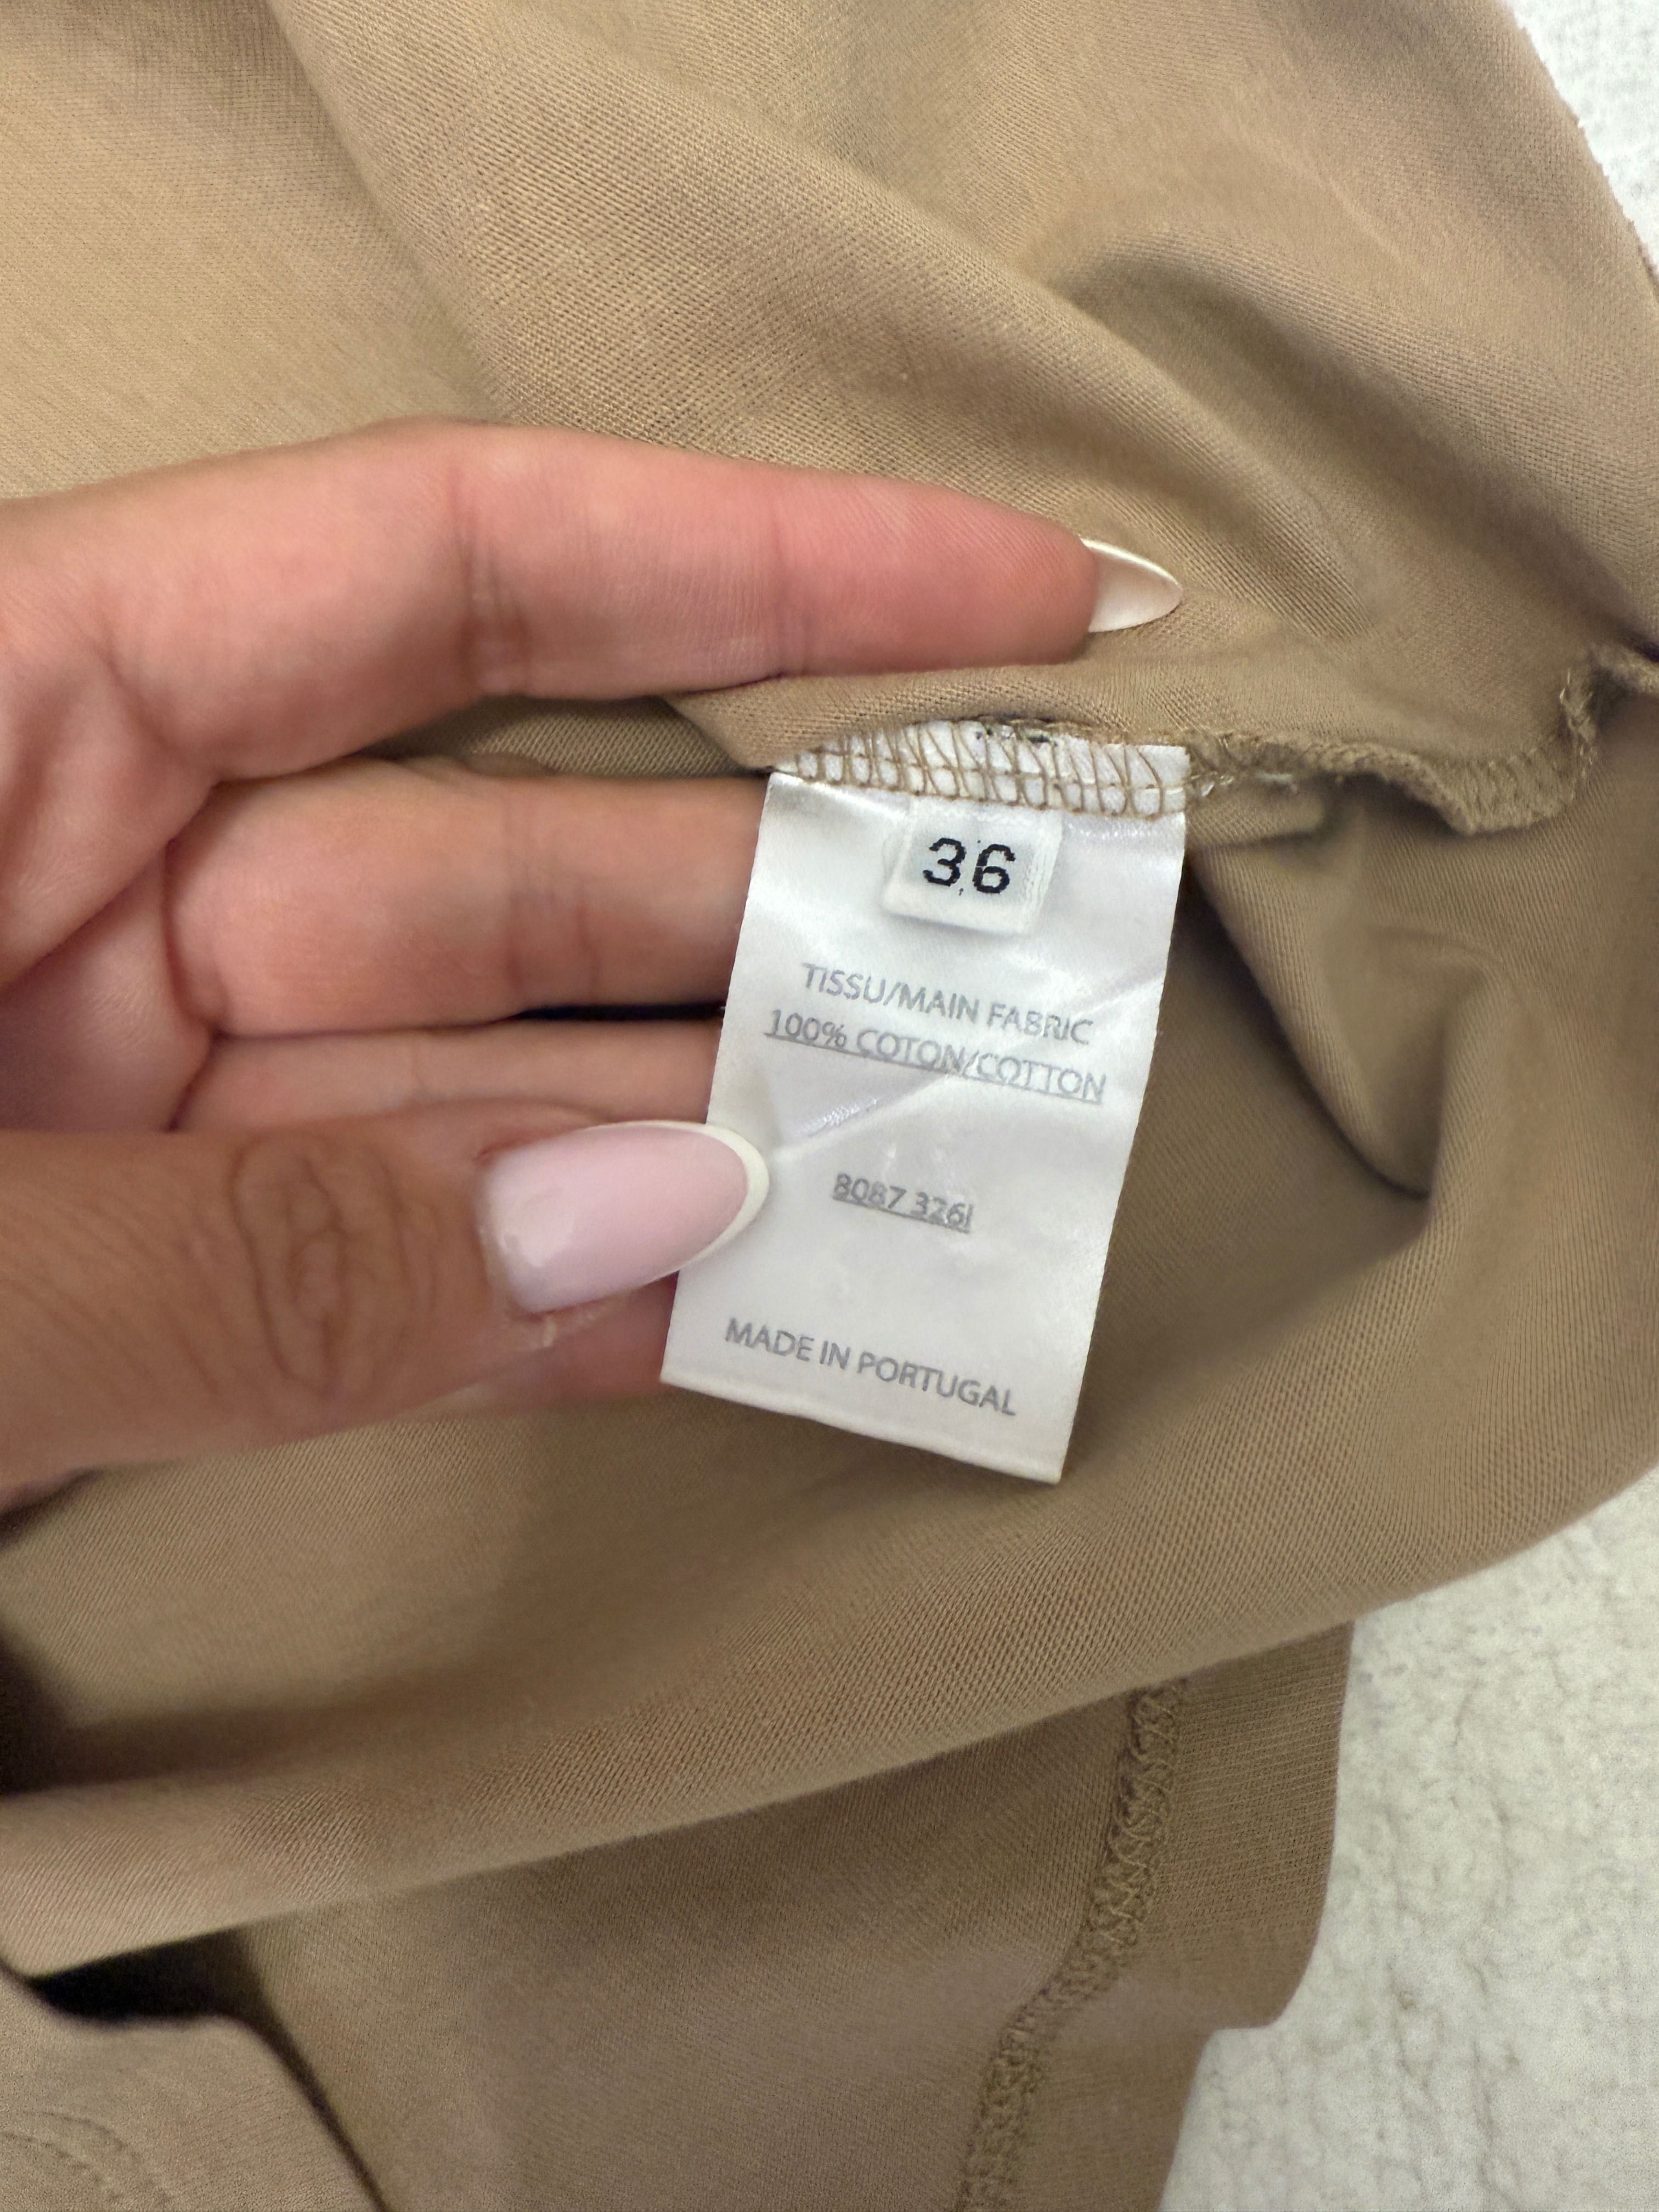 36
TISSU/MAIN FABRIC
100% COTON/COTTON
8087 326I
MADE IN PORTUGAL